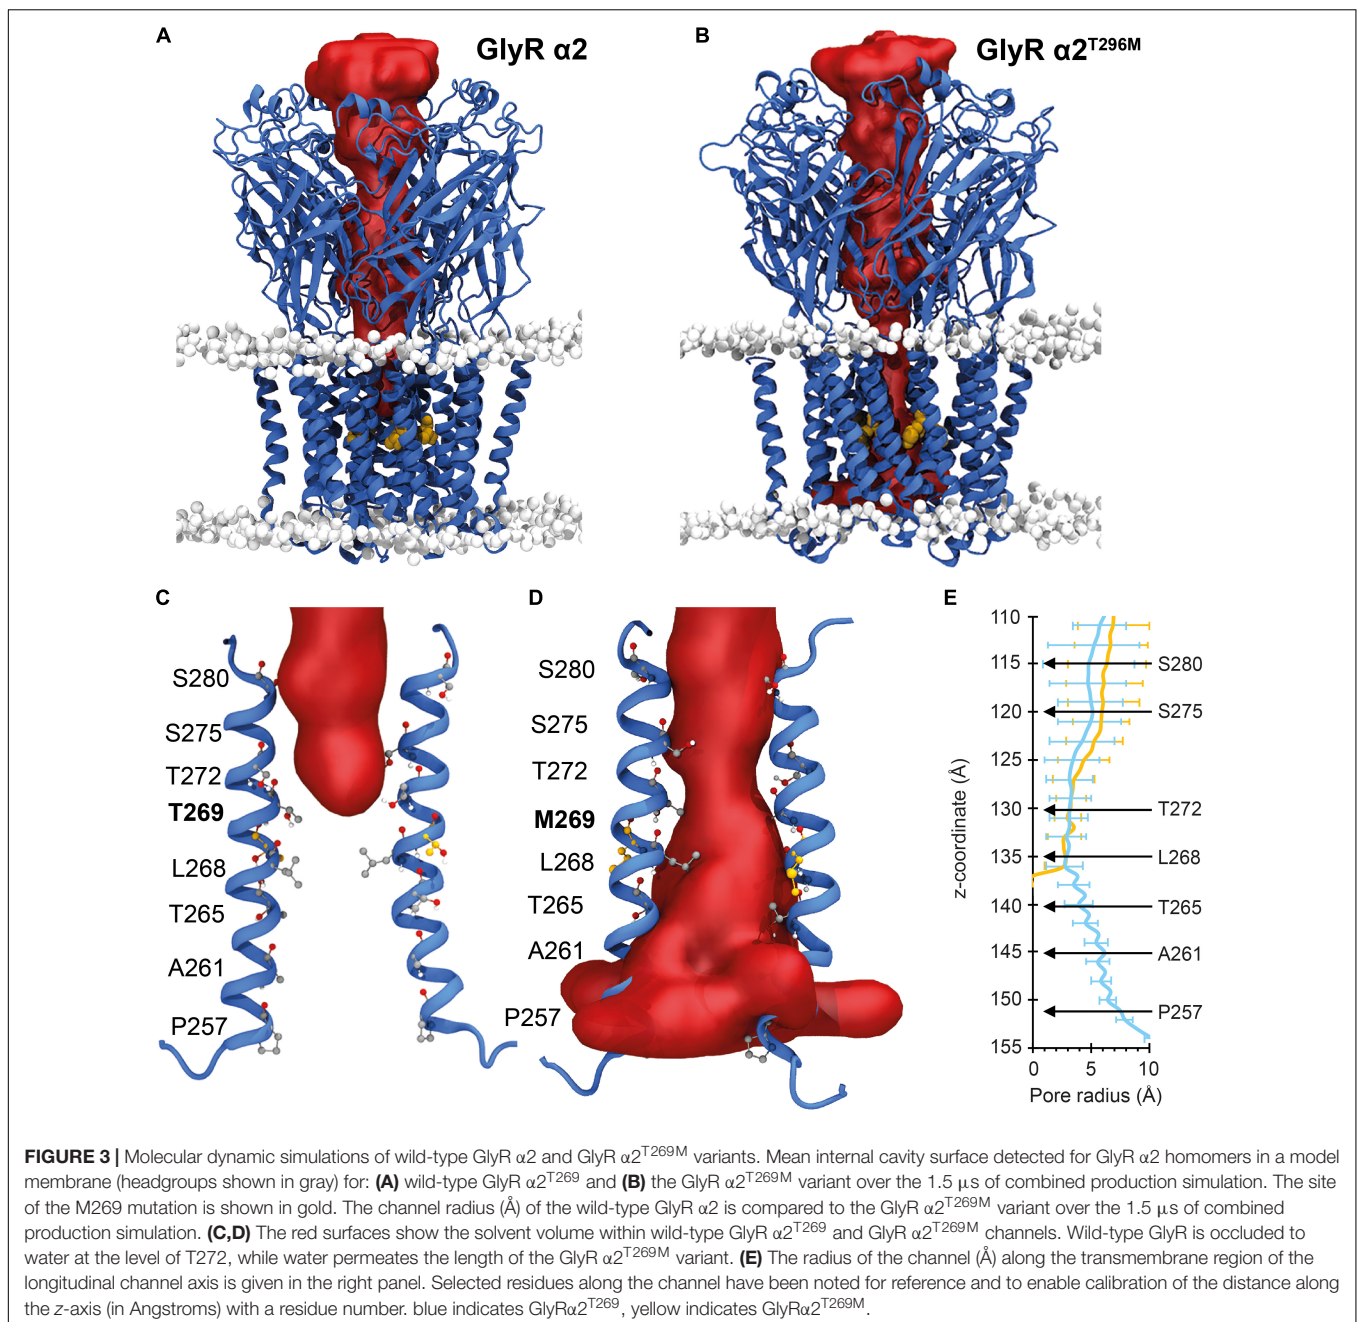 A
GlyR α2
B
GlyR α2T296M
C
S280
S275
T272
T269
L268
T265
A261
P257
D
S280
S275
T272
M269
L268
T265
A261
P257
E
z-coordinate (Å)
110
115
120
125
130
135
140
145
150
155
S280
S275
T272
L268
T265
A261
P257
0
5
10
Pore radius (Å)
FIGURE 3 | Molecular dynamic simulations of wild-type GlyR α2 and GlyR α2T269M variants. Mean internal cavity surface detected for GlyR α2 homomers in a model
membrane (headgroups shown in gray) for: (A) wild-type GlyR α2T269 and (B) the GlyR α2T269M variant over the 1.5 μs of combined production simulation. The site
of the M269 mutation is shown in gold. The channel radius (Å) of the wild-type GlyR α2 is compared to the GlyR α2T269M variant over the 1.5 μs of combined
production simulation. (C,D) The red surfaces show the solvent volume within wild-type GlyR α2T269 and GlyR α2T269M channels. Wild-type GlyR is occluded to
water at the level of T272, while water permeates the length of the GlyR α2T269M variant. (E) The radius of the channel (Å) along the transmembrane region of the
longitudinal channel axis is given in the right panel. Selected residues along the channel have been noted for reference and to enable calibration of the distance along
the z-axis (in Angstroms) with a residue number. blue indicates GlyRα2T269, yellow indicates GlyRα2T269M.